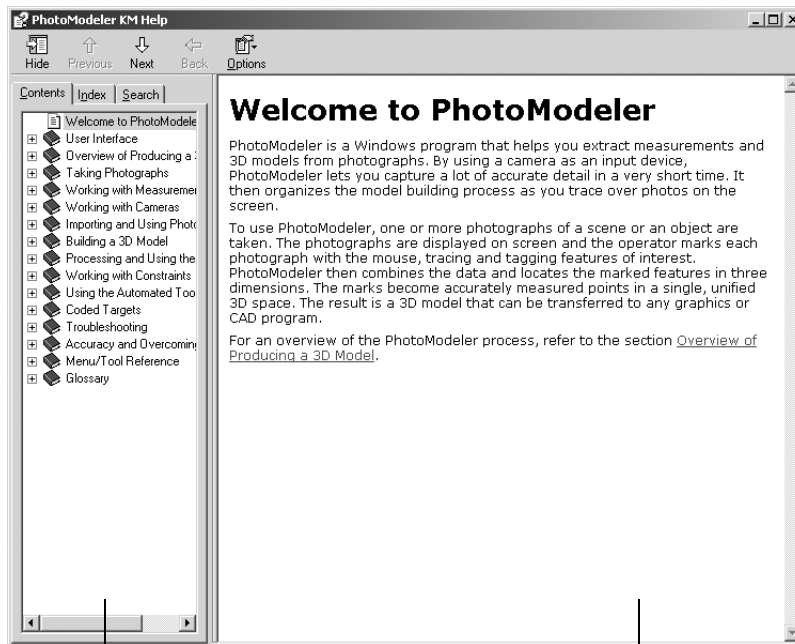 PhotoModeler KM Help
Hide Previous Next Back Options
Contents Index Search
Welcome to PhotoModele
User Interface
Overview of Producing a
Taking Photographs
Working with Measuremer
Working with Cameras
Importing and Using Photo
Building a 3D Model
Processing and Using the
Working with Constraints
Using the Automated Too
Coded Targets
Troubleshooting
Accuracy and Overcoming
Menu/Tool Reference
Glossary
Welcome to PhotoModeler
PhotoModeler is a Windows program that helps you extract measurements and
3D models from photographs. By using a camera as an input device,
PhotoModeler lets you capture a lot of accurate detail in a very short time. It
then organizes the model building process as you trace over photos on the
screen.
To use PhotoModeler, one or more photographs of a scene or an object are
taken. The photographs are displayed on screen and the operator marks each
photograph with the mouse, tracing and tagging features of interest.
PhotoModeler then combines the data and locates the marked features in three
dimensions. The marks become accurately measured points in a single, unified
3D space. The result is a 3D model that can be transferred to any graphics or
CAD program.
For an overview of the PhotoModeler process, refer to the section Overview of
Producing a 3D Model.